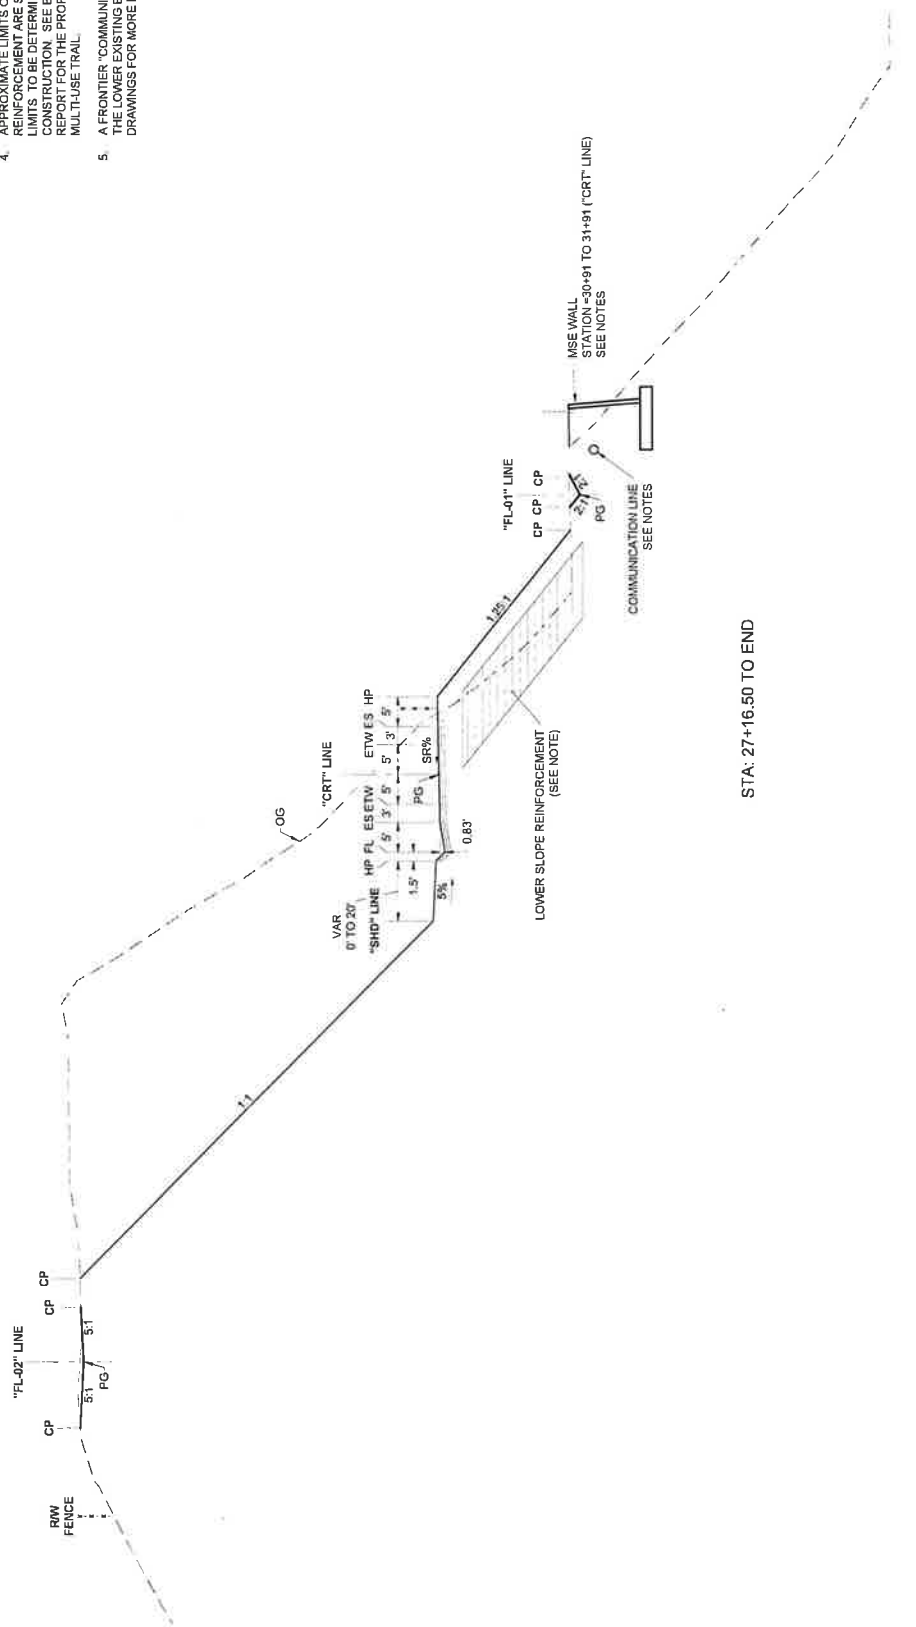 4. APPROXIMATE LIMITS
REINFORCEMENT ARE
LIMITS TO BE
CONSTRUCTION. SEE
REPORT FOR THE
MULTI-USE TRAIL.
5. A FRONTIER
THE LOWER EXISTING
DRAWINGS FOR MORE
R/W
FENCE
"FL-02" LINE
CP
CP
CP
5:1
5:1
PG
1:1
OG
VAR
0' TO 20'
"SHD" LINE
"CRT" LINE
HP FL ES ETW ETW ES HP
5' 3' 5' 5' 3' 5'
1.5'
5%
PG
SR%
0.83'
1.25:1
LOWER SLOPE REINFORCEMENT
(SEE NOTE)
"FL-01" LINE
CP CP CP
2:1 2:1
PG
MSE WALL
STATION =30+91 TO 31+91 ("CRT" LINE)
SEE NOTES
COMMUNICATION LINE
SEE NOTES
STA: 27+16.50 TO END